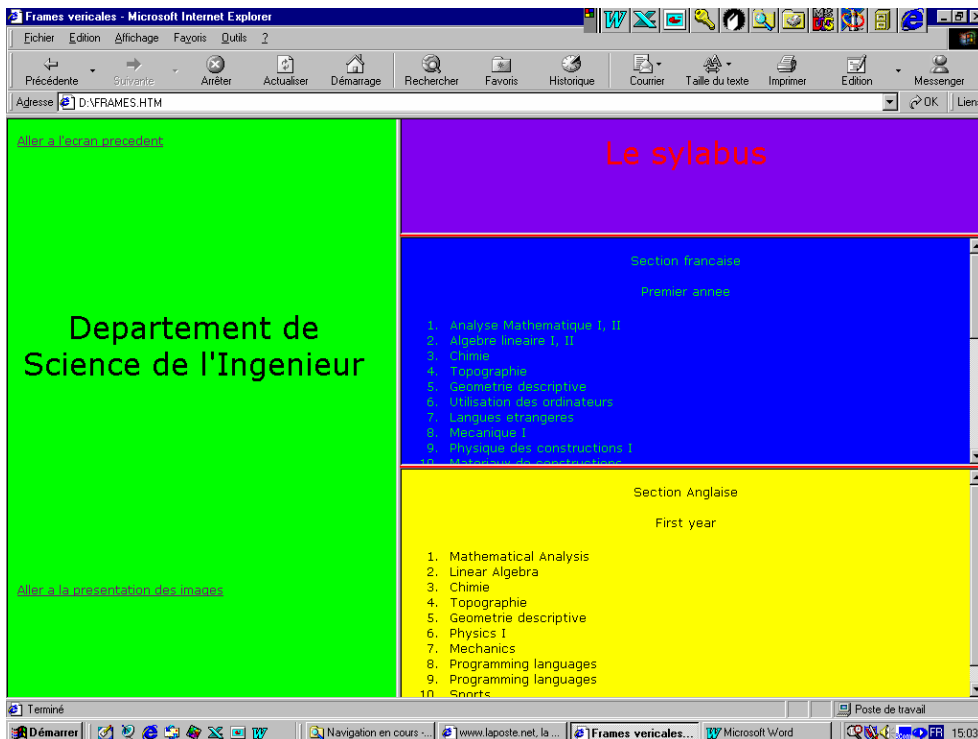 Frames vericales - Microsoft Internet Explorer
Fichier Edition Affichage Favoris Outils ?
Précédente Suivante Arrêter Actualiser Démarrage Rechercher Favoris Historique Courrier Taille du texte Imprimer Edition Messenger
Adresse D:\FRAMES.HTM OK Liens
Aller a l'ecran precedent
Departement de
Science de l'Ingenieur
Aller a la presentation des images
Le sylabus
Section francaise
Premier annee
1. Analyse Mathematique I, II
2. Algebre lineaire I, II
3. Chimie
4. Topographie
5. Geometrie descriptive
6. Utilisation des ordinateurs
7. Langues etrangeres
8. Mecanique I
9. Physique des constructions I
10. Materiaux de constructions
Section Anglaise
First year
1. Mathematical Analysis
2. Linear Algebra
3. Chimie
4. Topographie
5. Geometrie descriptive
6. Physics I
7. Mechanics
8. Programming languages
9. Programming languages
10. Sports
Terminé Poste de travail
Démarrer Navigation en cours -... www.laposte.net, la ... Frames vericales... Microsoft Word FR